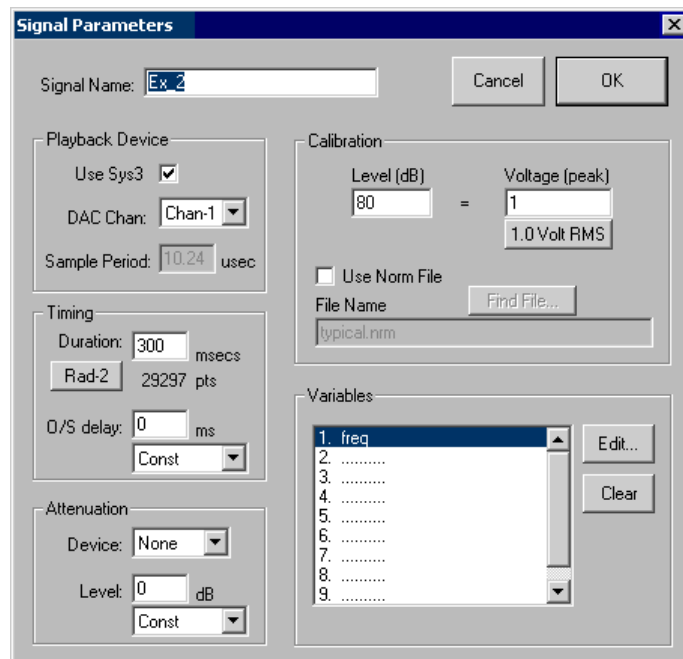 Signal Parameters
Signal Name: Ex_2
Cancel
OK
Playback Device
Use Sys3
DAC Chan: Chan-1
Sample Period: 10.24 usec
Calibration
Level (dB)
Voltage (peak)
80 = 1
1.0 Volt RMS
Use Norm File
File Name
Find File...
typical.nrm
Timing
Duration: 300 msecs
Rad-2 29297 pts
O/S delay: 0 ms
Const
Attenuation
Device: None
Level: 0 dB
Const
Variables
1. freq
2. ..........
3. ..........
4. ..........
5. ..........
6. ..........
7. ..........
8. ..........
9. ..........
Edit...
Clear